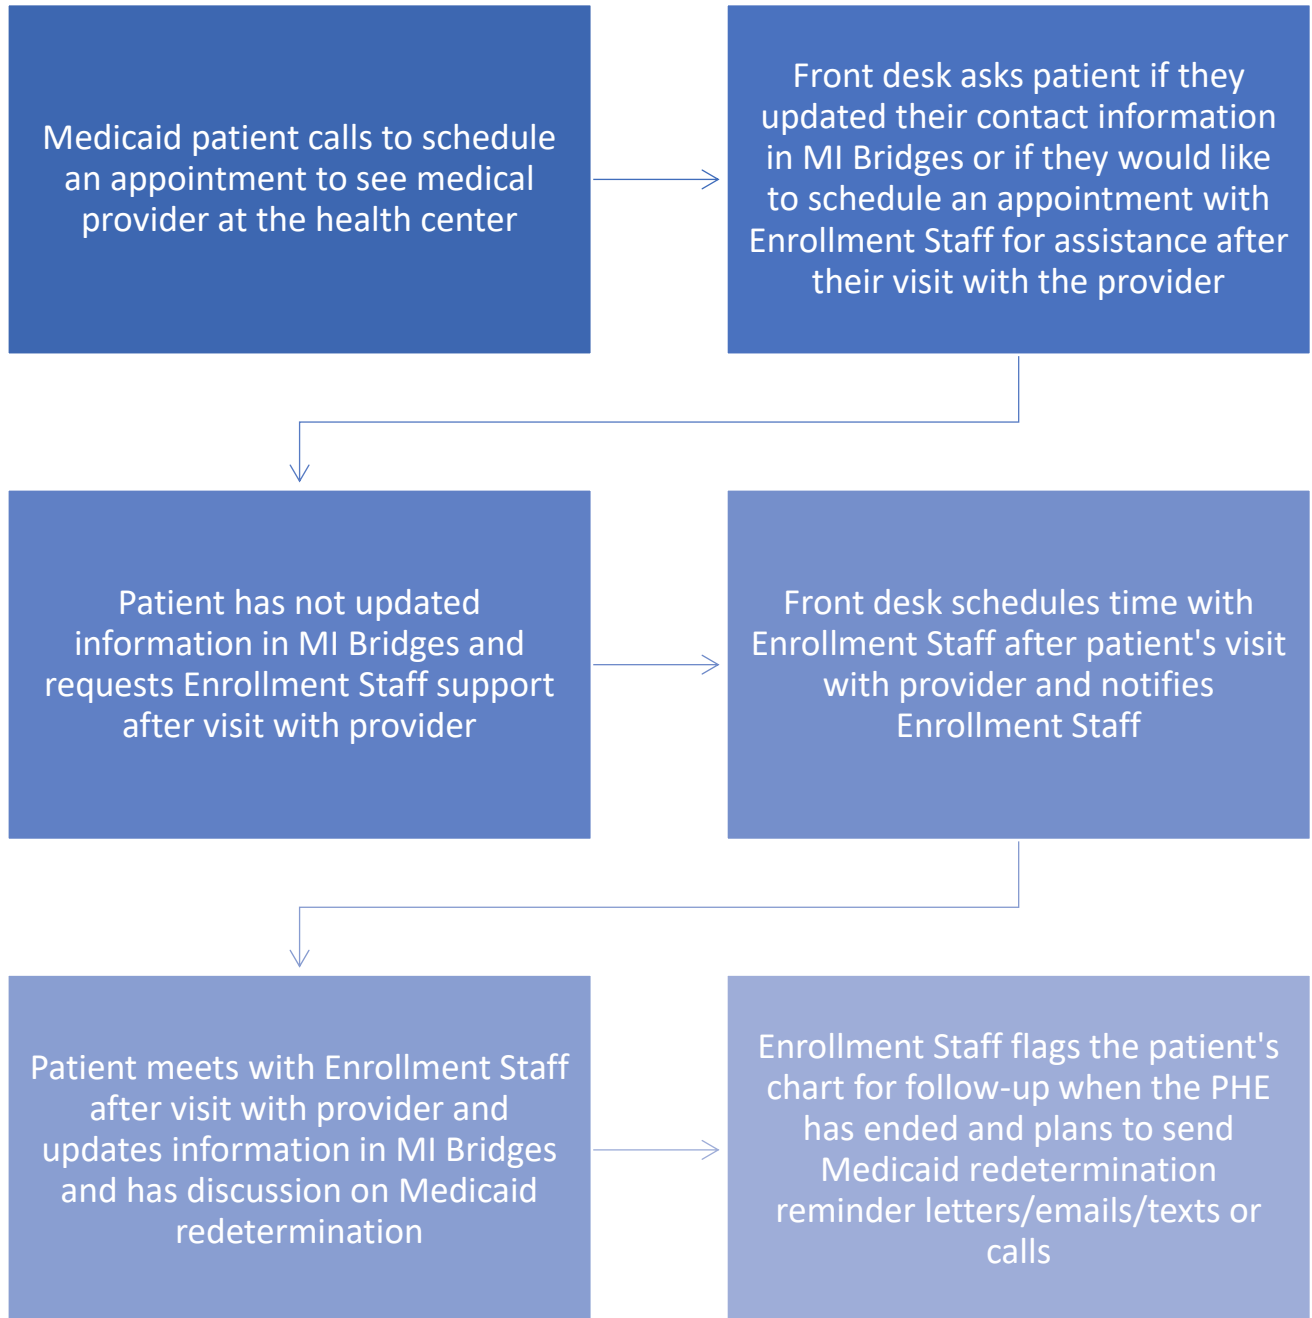 Medicaid patient calls to schedule
an appointment to see medical
provider at the health center
Front desk asks patient if they
updated their contact information
in MI Bridges or if they would like
to schedule an appointment with
Enrollment Staff for assistance after
their visit with the provider
Patient has not updated
information in MI Bridges and
requests Enrollment Staff support
after visit with provider
Front desk schedules time with
Enrollment Staff after patient's visit
with provider and notifies
Enrollment Staff
Patient meets with Enrollment Staff
after visit with provider and
updates information in MI Bridges
and has discussion on Medicaid
redetermination
Enrollment Staff flags the patient's
chart for follow-up when the PHE
has ended and plans to send
Medicaid redetermination
reminder letters/emails/texts or
calls